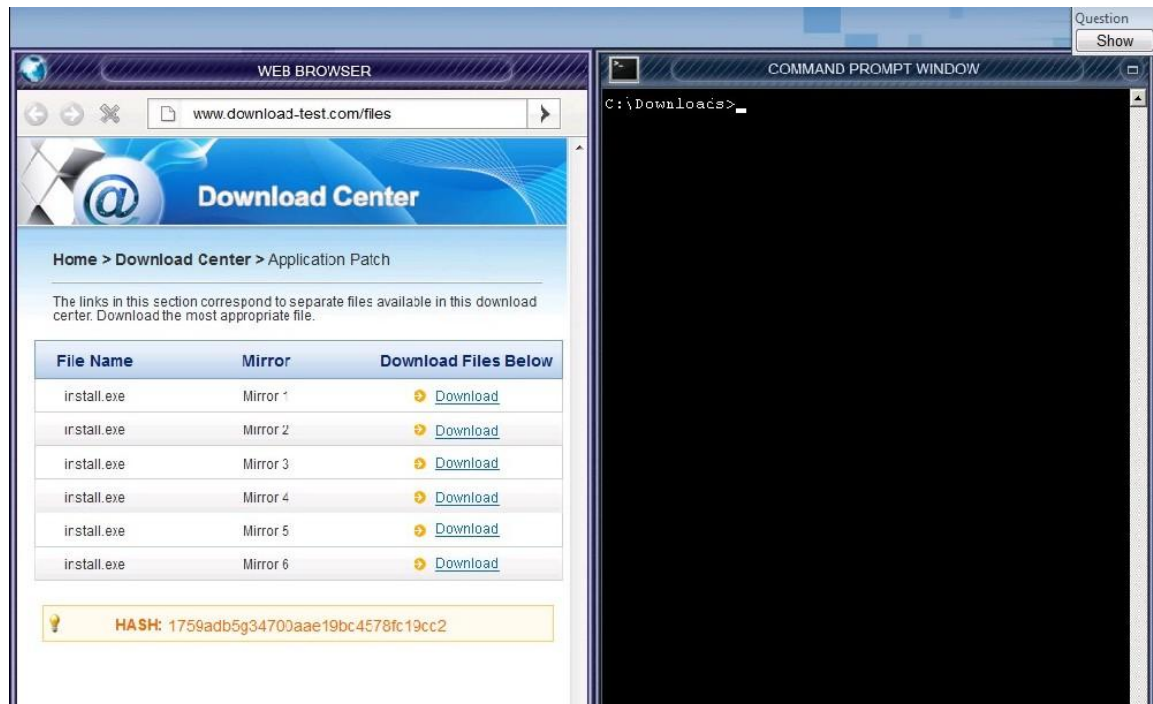 Question
Show
WEB BROWSER
www.download-test.com/files
Download Center
Home > Download Center > Application Patch
The links in this section correspond to separate files available in this download
center. Download the most appropriate file.
File Name Mirror Download Files Below
install.exe Mirror 1 Download
install.exe Mirror 2 Download
install.exe Mirror 3 Download
install.exe Mirror 4 Download
install.exe Mirror 5 Download
install.exe Mirror 6 Download
HASH: 1759adb5g34700aae19bc4578fc19cc2
COMMAND PROMPT WINDOW
C:\Downloads>_